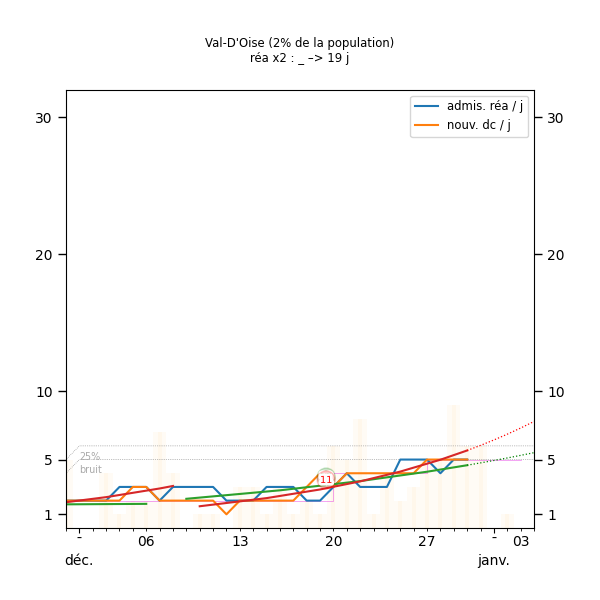 Val-D'Oise (2% de la population)
réa x2 : _ –> 19 j
admis. réa / j
nouv. dc / j
30
30
20
20
10
10
5
5
1
1
25%
bruit
11
-
06
13
20
27
-
03
déc.
janv.